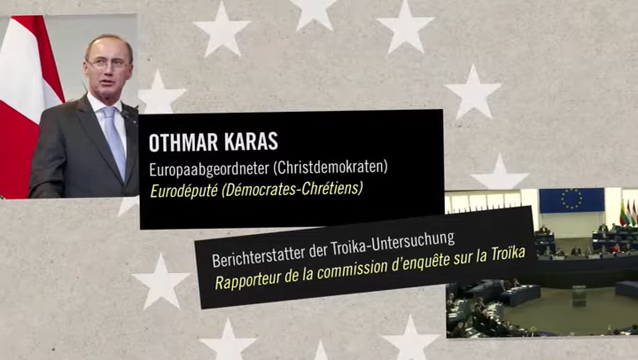 OTHMAR KARAS
Europaabgeordneter (Christdemokraten)
Eurodéputé (Démocrates-Chrétiens)
Berichterstatter der Troika-Untersuchung
Rapporteur de la commission d'enquête sur la Troïka